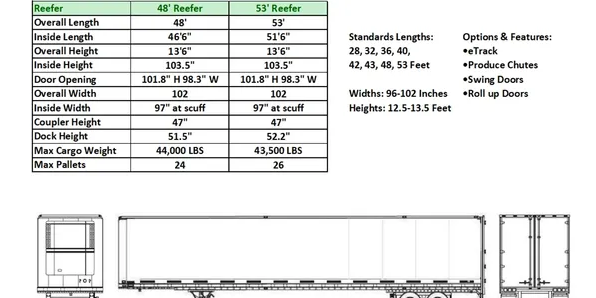 Reefer 48' Reefer 53' Reefer
Overall Length 48' 53'
Inside Length 46'6" 51'6"
Overall Height 13'6" 13'6"
Inside Height 103.5" 103.5"
Door Opening 101.8" H 98.3" W 101.8" H 98.3" W
Overall Width 102 102
Inside Width 97" at scuff 97" at scuff
Coupler Height 47" 47"
Dock Height 51.5" 52.2"
Max Cargo Weight 44,000 LBS 43,500 LBS
Max Pallets 24 26
Standards Lengths:
28, 32, 36, 40,
42, 43, 48, 53 Feet
Widths: 96-102 Inches
Heights: 12.5-13.5 Feet
Options & Features:
•eTrack
•Produce Chutes
•Swing Doors
•Roll up Doors